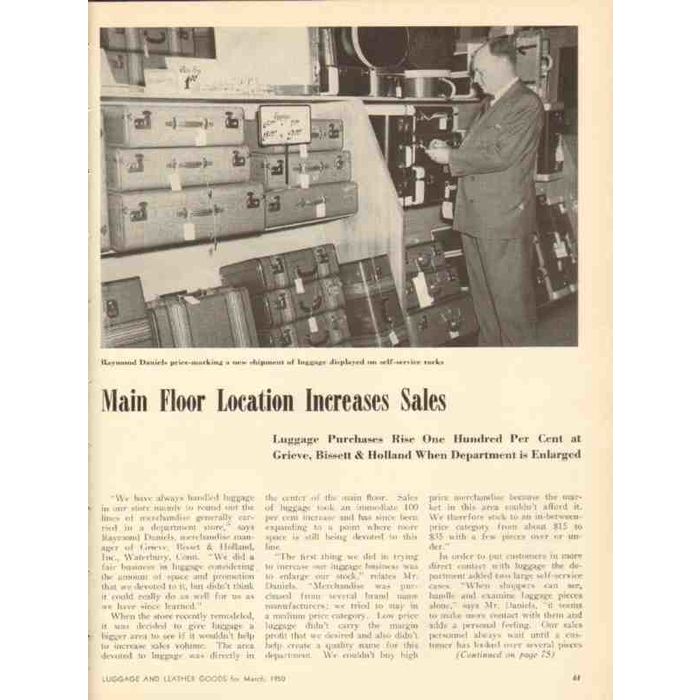 1.00
Raymond Daniels price-marking a new shipment of luggage displayed on self-service racks
Main Floor Location Increases Sales
Luggage Purchases Rise One Hundred Per Cent at
Grieve, Bissett & Holland When Department is Enlarged
"We have always handled luggage
in our store mainly to round out the
lines of merchandise generally car-
ried in a department store," says
Raymond Daniels, merchandise man-
ager of Grieve, Bisset & Holland,
Inc., Waterbury, Conn. "We did a
fair business in luggage considering
the amount of space and promotion
that we devoted to it, but didn't think
it could really do as well for us as
we have since learned."
When the store recently remodeled,
it was decided to give luggage a
bigger area to see if it wouldn't help
to increase sales volume. The area
devoted to luggage was directly in
the center of the main floor. Sales
of luggage took an immediate 100
per cent increase and has since been
expanding to a point where more
space is still being devoted to this
line.
"The first thing we did in trying
to increase our luggage business was
to enlarge our stock," relates Mr.
Daniels. "Merchandise was pur-
chased from several brand name
manufacturers; we tried to stay in
a medium price category. Low price
luggage didn't carry the margin
profit that we desired and also didn't
help create a quality name for this
department. We couldn't buy high
price merchandise because the mar-
ket in this area couldn't afford it.
We therefore stock to an in-between-
price category from about $15 to
$35 with a few pieces over or un-
der."
In order to put customers in more
direct contact with luggage the de-
partment added two large self-service
cases. "When shoppers can see,
handle and examine luggage pieces
alone," says Mr. Daniels, "it seems
to make more contact with them and
adds a personal feeling. Our sales
personnel always wait until a cus-
tomer has looked over several pieces
(Continued on page 75)
LUGGAGE AND LEATHER GOODS for March, 1950